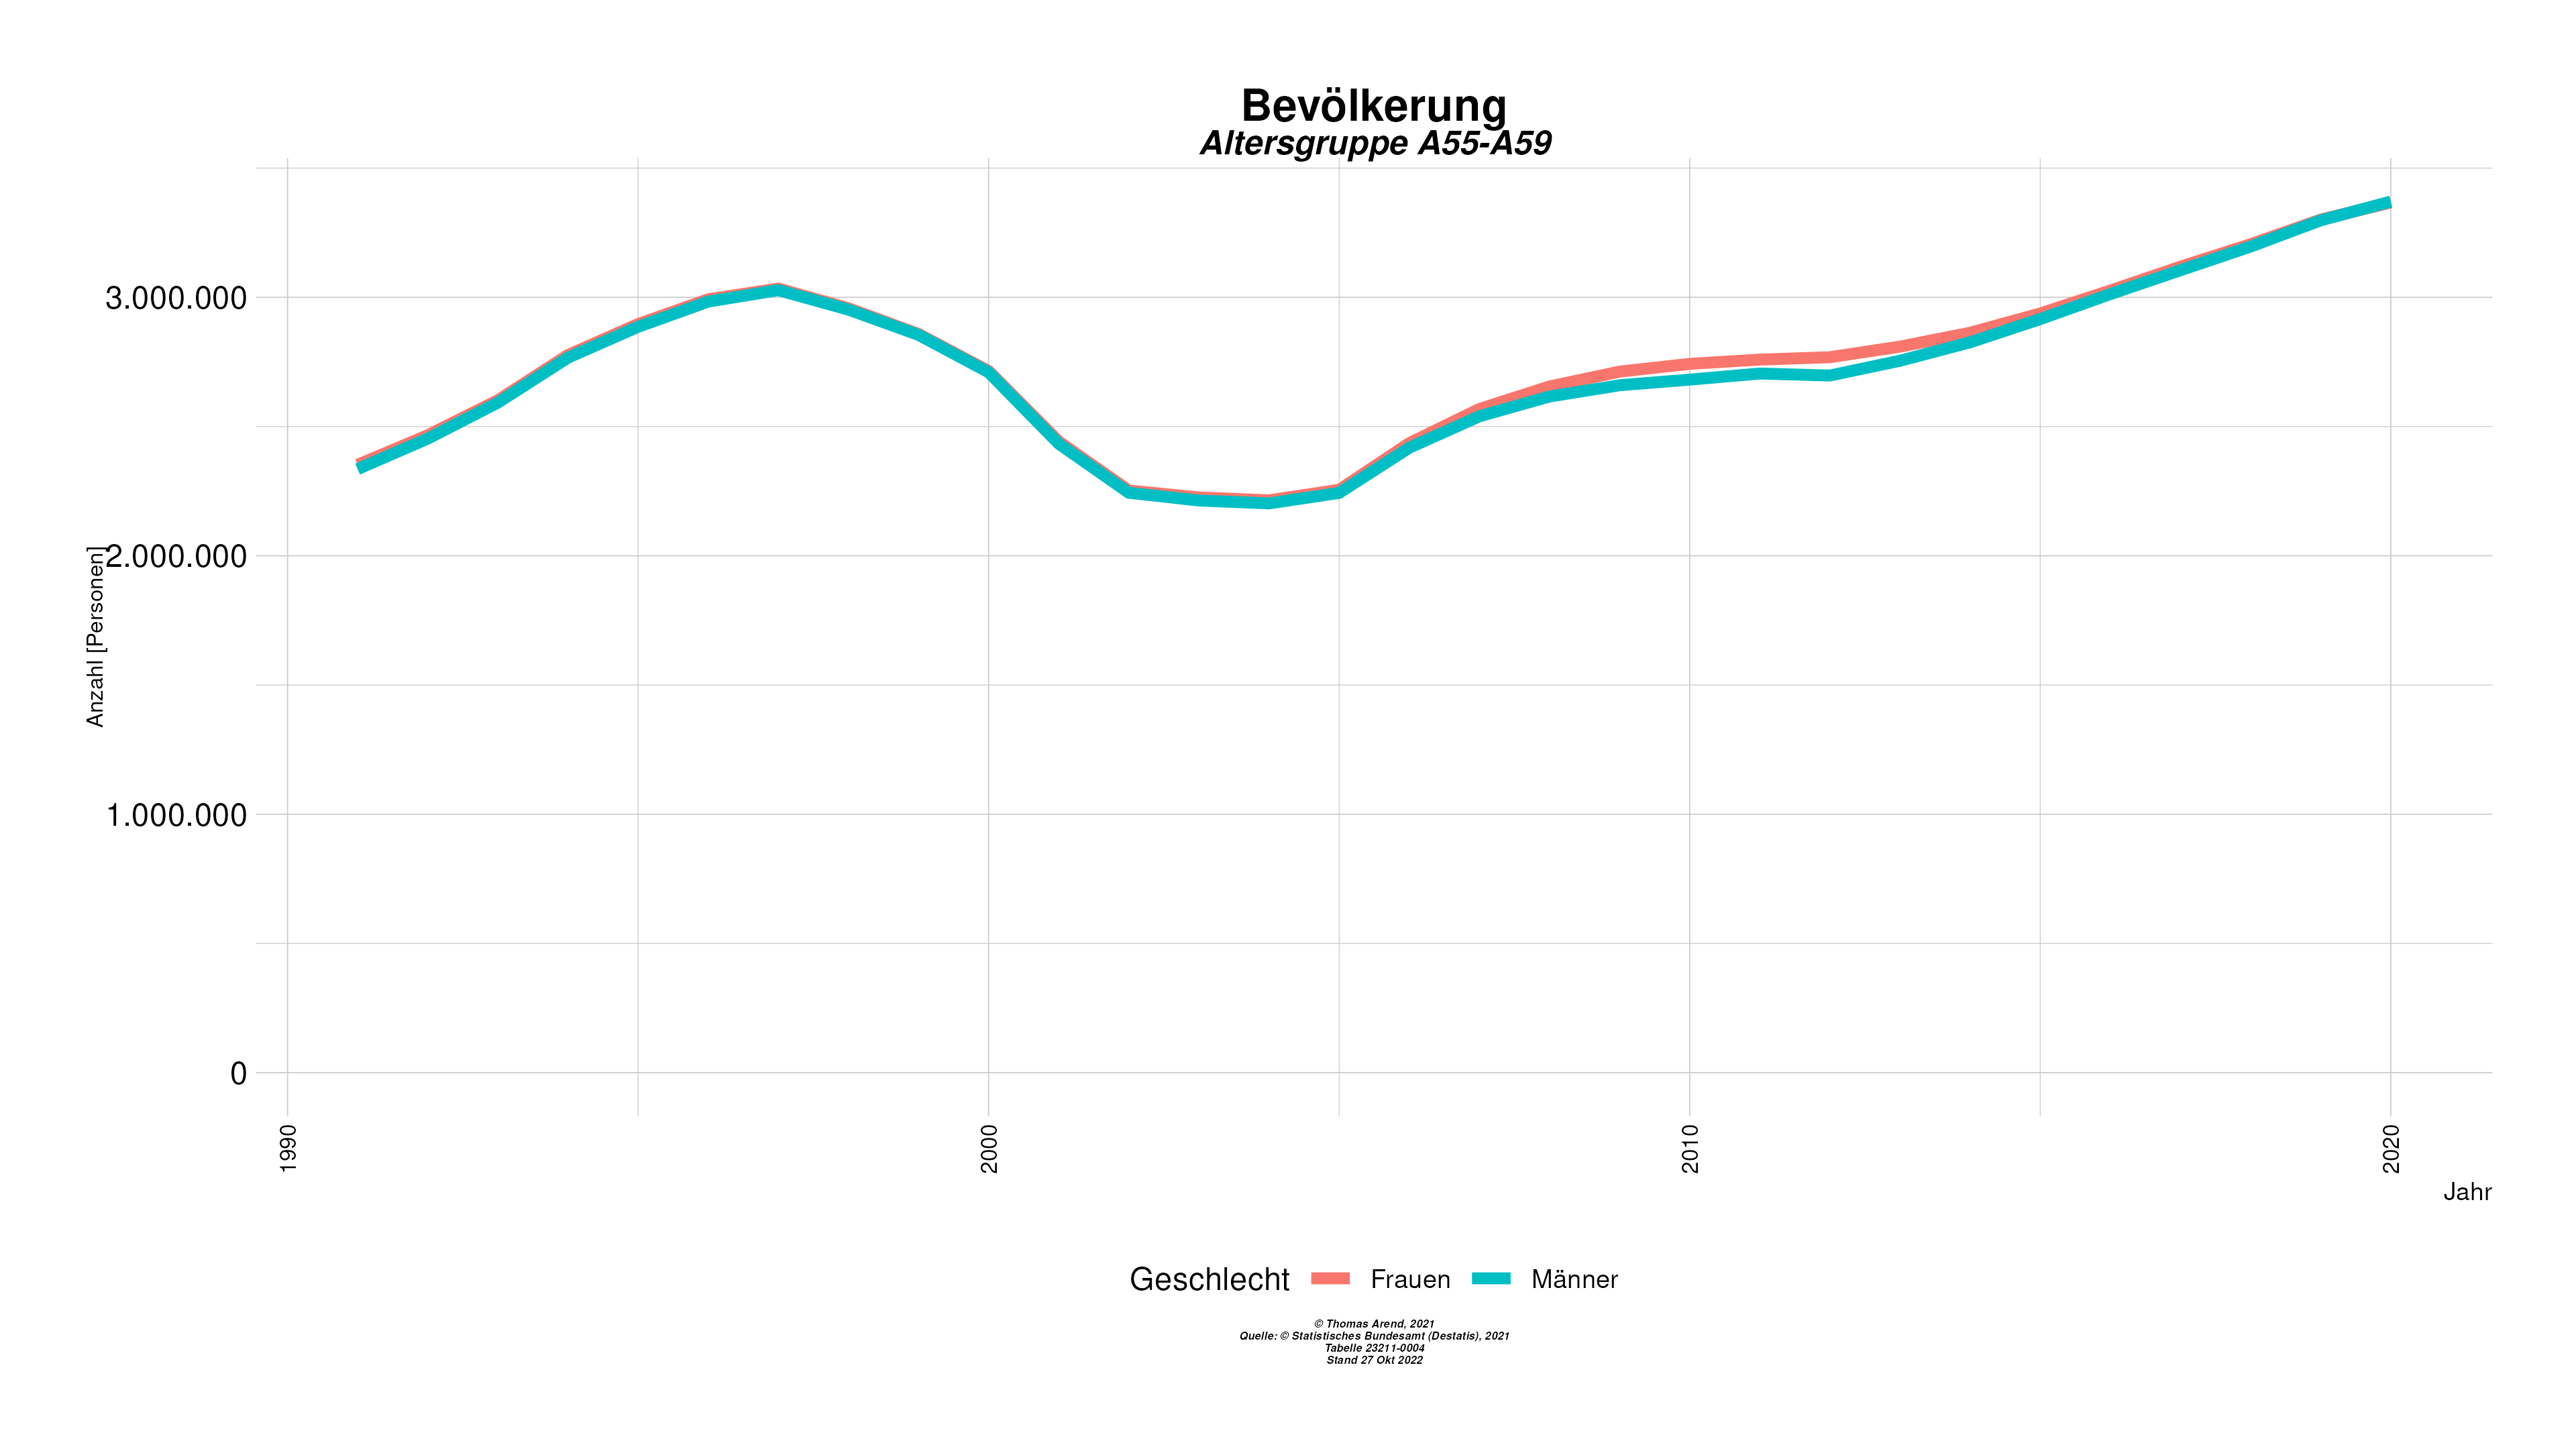 Bevölkerung
Altersgruppe A55-A59
3.000.000
2.000.000
1.000.000
0
Anzahl [Personen]
1990
2000
2010
2020
Jahr
Geschlecht Frauen Männer
© Thomas Arend, 2021
Quelle: © Statistisches Bundesamt (Destatis), 2021
Tabelle 23211-0004
Stand 27 Okt 2022